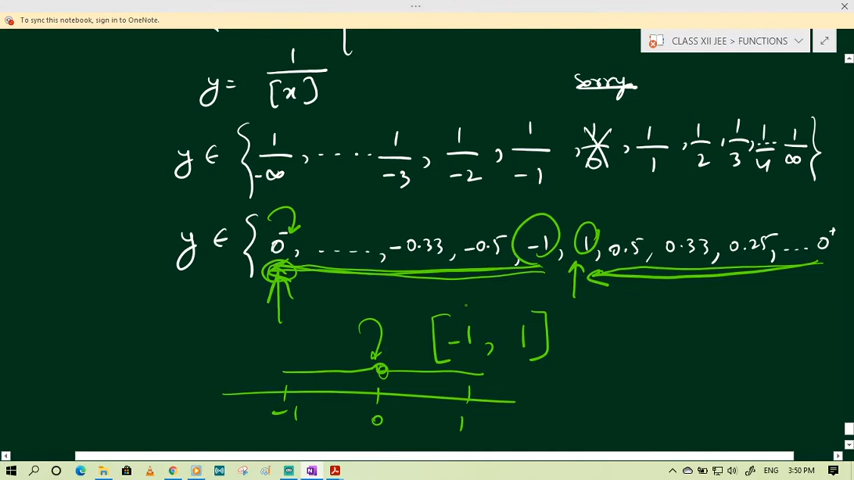 To sync this notebook, sign in to OneNote.
CLASS XII JEE > FUNCTIONS
y = 1/[x]
sorry
y ∈ { 1/-∞, ...... 1/-3, 1/-2, 1/-1, 1/0, 1/1, 1/2, 1/3, 1/4 ... 1/∞ }
y ∈ { 0⁻, ......, -0.33, -0.5, -1, 1, 0.5, 0.33, 0.25, ... 0⁺
[-1, 1]
-1 0 1
ENG 3:50 PM